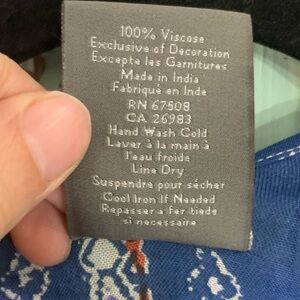 100% Viscose
Exclusive of Decoration
Excepte les Garnitures
Made in India
Fabriqué en Inde
RN 67508
CA 26983
Hand Wash Cold
Laver à la main à
l'eau froide
Line Dry
Suspendre pour sécher
Cool Iron If Needed
Repasser a fer tiede
si necessaire